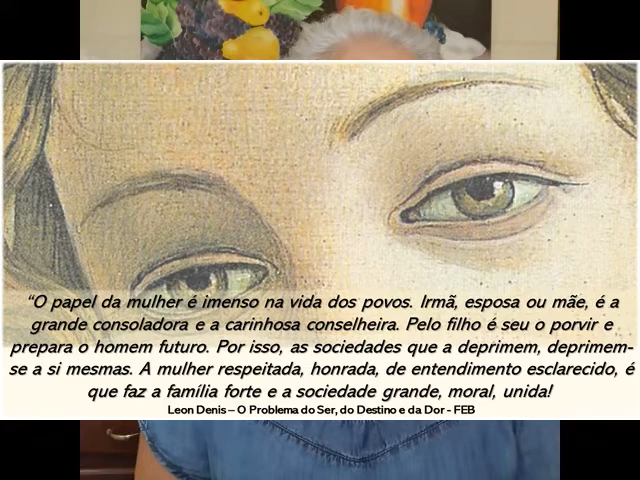 “O papel da mulher é imenso na vida dos povos. Irmã, esposa ou mãe, é a
grande consoladora e a carinhosa conselheira. Pelo filho é seu o porvir e
prepara o homem futuro. Por isso, as sociedades que a deprimem, deprimem-
se a si mesmas. A mulher respeitada, honrada, de entendimento esclarecido, é
que faz a família forte e a sociedade grande, moral, unida!
Leon Denis – O Problema do Ser, do Destino e da Dor - FEB